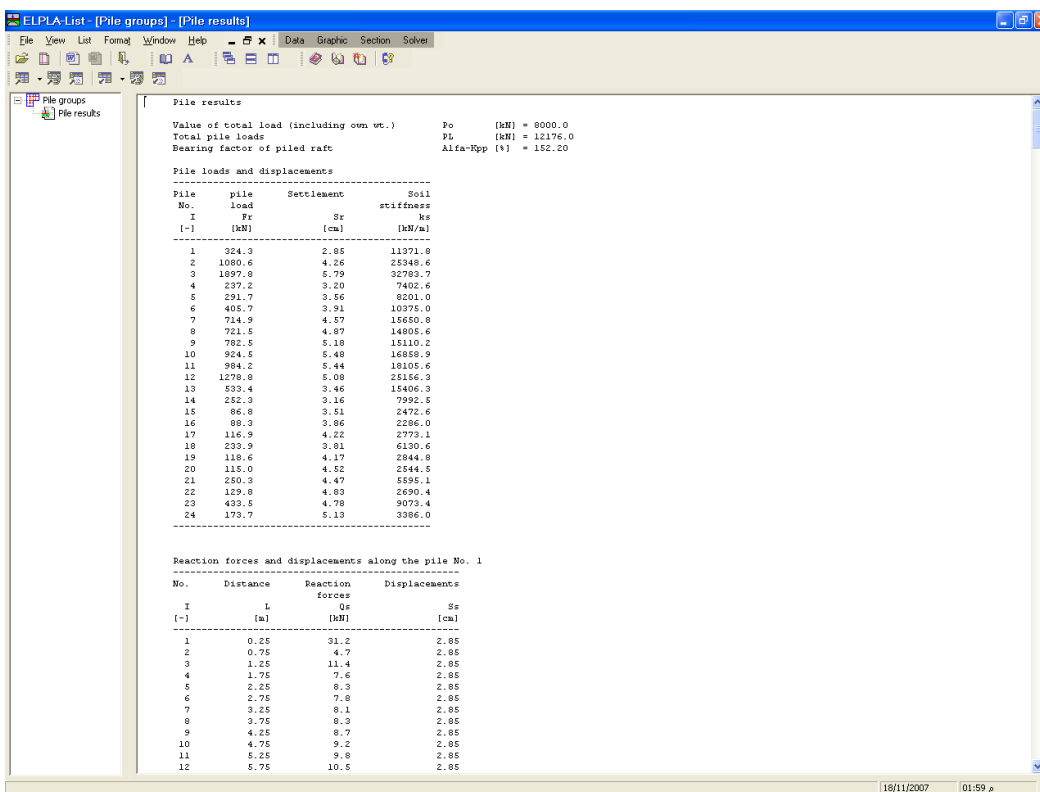 ELPLA-List - [Pile groups] - [Pile results]
File View List Format Window Help Data Graphic Section Solver
Pile groups
Pile results
Pile results
Value of total load (including own wt.) Po [kN] = 8000.0
Total pile loads PL [kN] = 12176.0
Bearing factor of piled raft Alfa-Kpp [%] = 152.20
Pile loads and displacements
---------------------------------------------
Pile pile Settlement Soil
No. load stiffness
I Fr Sr ks
[-] [kN] [cm] [kN/m]
---------------------------------------------
1 324.3 2.85 11371.8
2 1080.6 4.26 25348.6
3 1897.8 5.79 32783.7
4 237.2 3.20 7402.6
5 291.7 3.56 8201.0
6 405.7 3.91 10375.0
7 714.9 4.57 15650.8
8 721.5 4.87 14805.6
9 782.5 5.18 15110.2
10 924.5 5.48 16858.9
11 984.2 5.44 18105.6
12 1278.8 5.08 25156.3
13 533.4 3.46 15406.3
14 252.3 3.16 7992.5
15 86.8 3.51 2472.6
16 88.3 3.86 2286.0
17 116.9 4.22 2773.1
18 233.9 3.81 6130.6
19 118.6 4.17 2844.8
20 115.0 4.52 2544.5
21 250.3 4.47 5595.1
22 129.8 4.83 2690.4
23 433.5 4.78 9073.4
24 173.7 5.13 3386.0
---------------------------------------------
Reaction forces and displacements along the pile No. 1
--------------------------------------------------
No. Distance Reaction Displacements
forces
I L Qs Ss
[-] [m] [kN] [cm]
--------------------------------------------------
1 0.25 31.2 2.85
2 0.75 4.7 2.85
3 1.25 11.4 2.85
4 1.75 7.6 2.85
5 2.25 8.3 2.85
6 2.75 7.8 2.85
7 3.25 8.1 2.85
8 3.75 8.3 2.85
9 4.25 8.7 2.85
10 4.75 9.2 2.85
11 5.25 9.8 2.85
12 5.75 10.5 2.85
18/11/2007 01:59 م